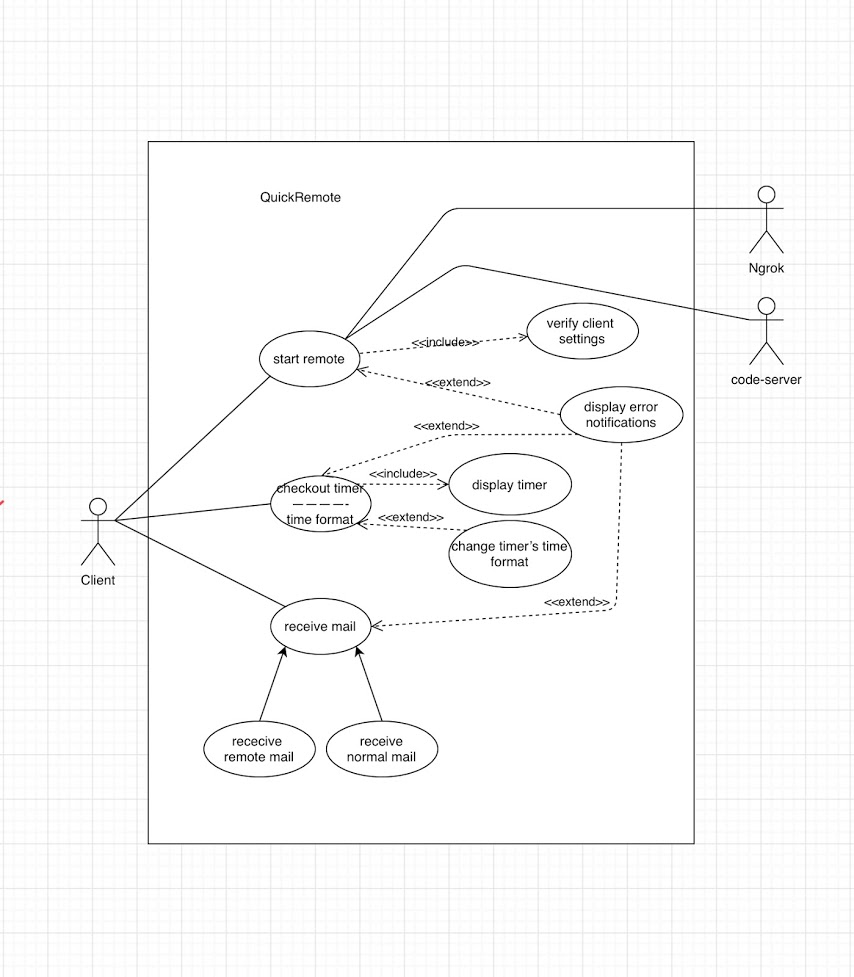 QuickRemote
Ngrok
verify client
settings
<<include>>
start remote
code-server
<<extend>>
display error
notifications
<<extend>>
<<include>>
checkout timer
display timer
time format
<<extend>>
change timer's time
format
Client
<<extend>>
receive mail
rececive
remote mail
receive
normal mail